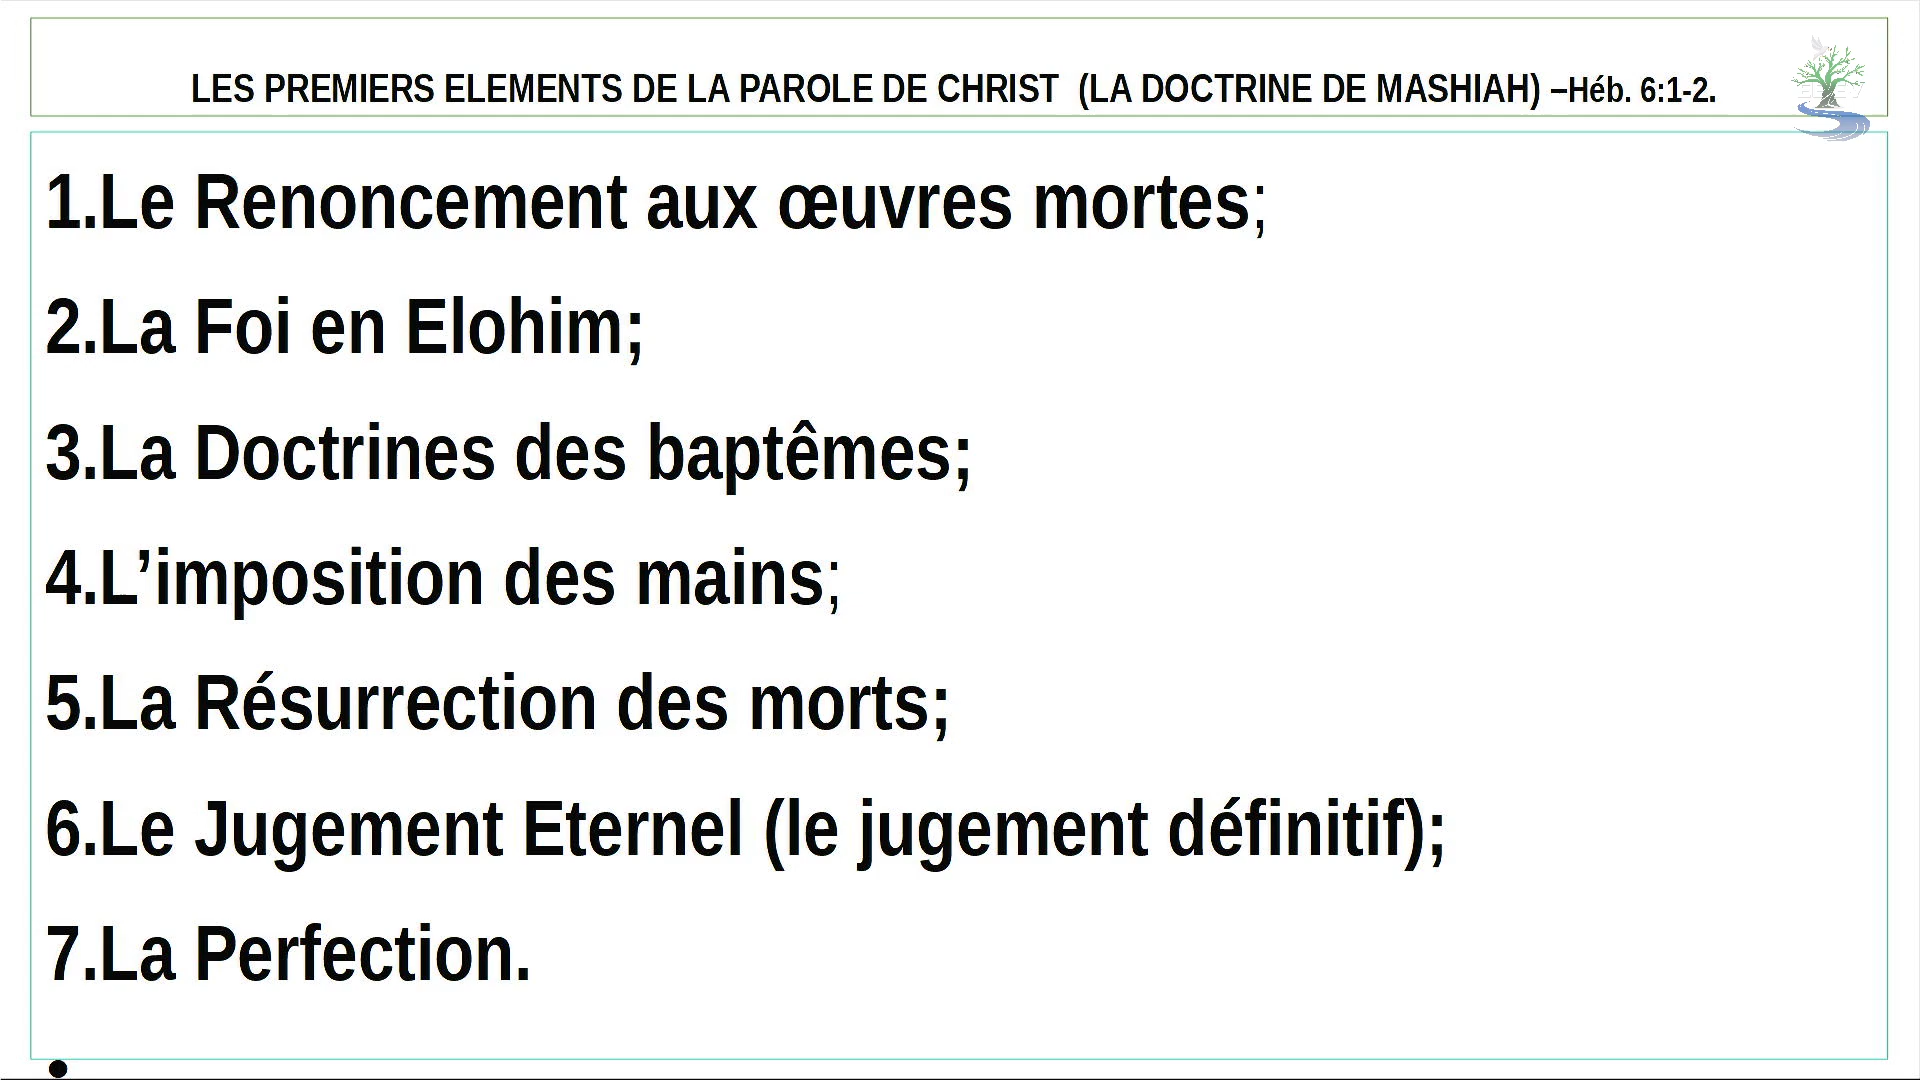 LES PREMIERS ELEMENTS DE LA PAROLE DE CHRIST (LA DOCTRINE DE MASHIAH) –Héb. 6:1-2.
1.Le Renoncement aux œuvres mortes;
2.La Foi en Elohim;
3.La Doctrines des baptêmes;
4.L’imposition des mains;
5.La Résurrection des morts;
6.Le Jugement Eternel (le jugement définitif);
7.La Perfection.